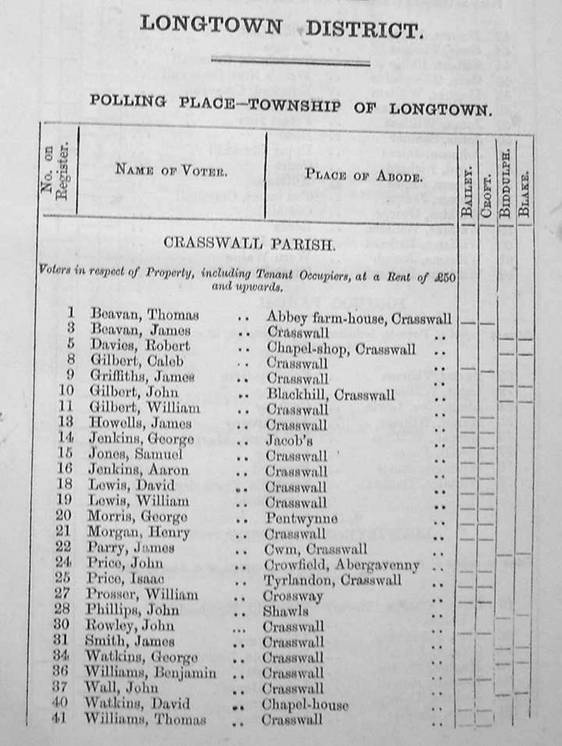 LONGTOWN DISTRICT.
POLLING PLACE—TOWNSHIP OF LONGTOWN.
No. on Register. NAME OF VOTER. PLACE OF ABODE. BAILEY. CROFT. BIDDULPH. BLAKE.
CRASSWALL PARISH.
Voters in respect of Property, including Tenant Occupiers, at a Rent of £50
and upwards.
1 Beavan, Thomas .. Abbey farm-house, Crasswall
3 Beavan, James .. Crasswall ..
5 Davies, Robert .. Chapel-shop, Crasswall ..
8 Gilbert, Caleb .. Crasswall ..
9 Griffiths, James .. Crasswall ..
10 Gilbert, John .. Blackhill, Crasswall ..
11 Gilbert, William .. Crasswall ..
13 Howells, James .. Crasswall ..
14 Jenkins, George .. Jacob's ..
15 Jones, Samuel .. Crasswall ..
16 Jenkins, Aaron .. Crasswall ..
18 Lewis, David .. Crasswall ..
19 Lewis, William .. Crasswall ..
20 Morris, George .. Pentwynne ..
21 Morgan, Henry .. Crasswall ..
22 Parry, James .. Cwm, Crasswall ..
24 Price, John .. Crowfield, Abergavenny ..
25 Price, Isaac .. Tyrlandon, Crasswall ..
27 Prosser, William .. Crossway ..
28 Phillips, John .. Shawls ..
30 Rowley, John ... Crasswall ..
31 Smith, James .. Crasswall ..
34 Watkins, George .. Crasswall ..
36 Williams, Benjamin .. Crasswall ..
37 Wall, John .. Crasswall ..
40 Watkins, David .. Chapel-house ..
41 Williams, Thomas .. Crasswall ..